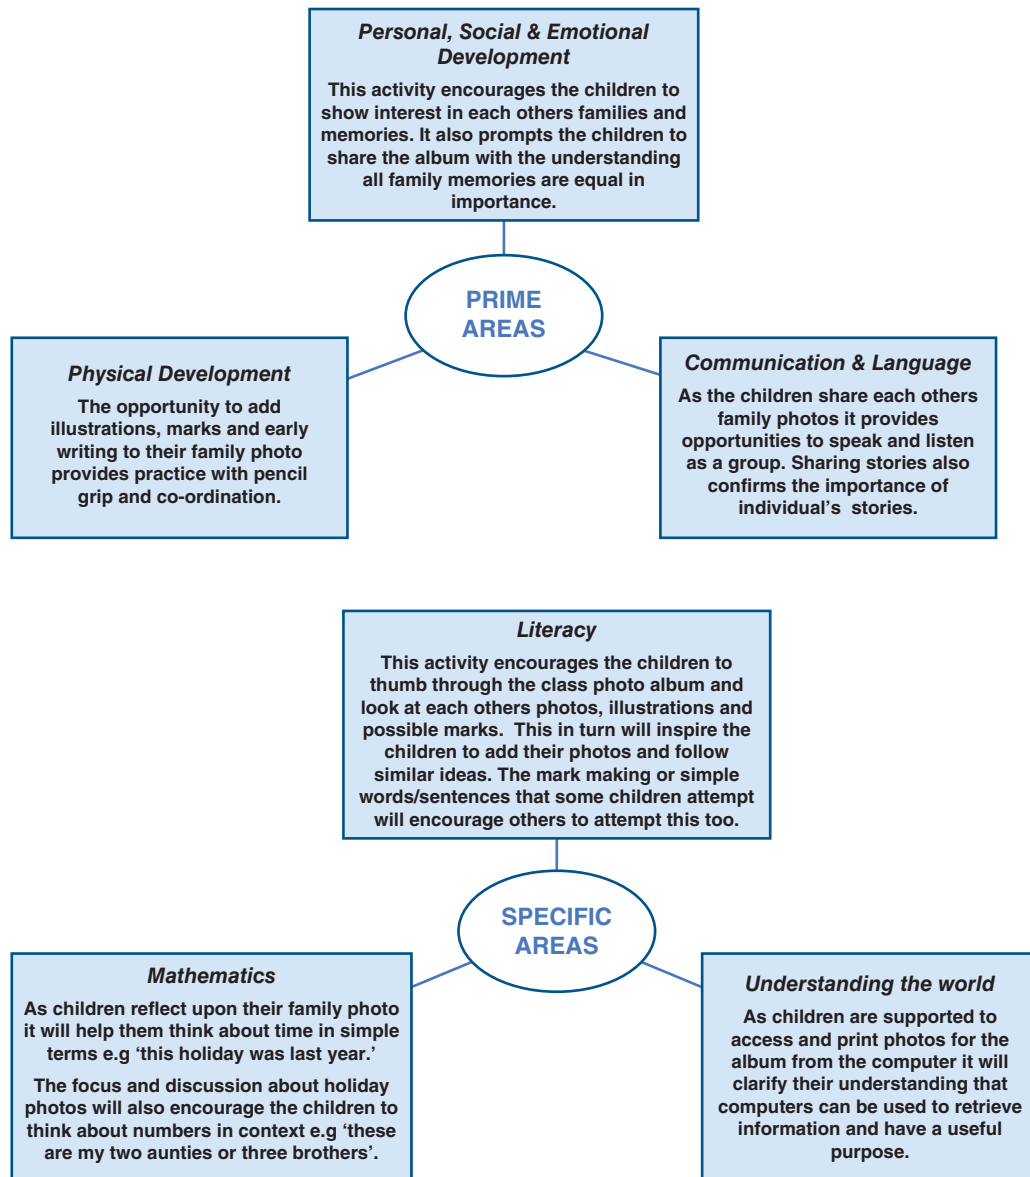 Personal, Social & Emotional
Development
This activity encourages the children to
show interest in each others families and
memories. It also prompts the children to
share the album with the understanding
all family memories are equal in
importance.
PRIME
AREAS
Physical Development
The opportunity to add
illustrations, marks and early
writing to their family photo
provides practice with pencil
grip and co-ordination.
Communication & Language
As the children share each others
family photos it provides
opportunities to speak and listen
as a group. Sharing stories also
confirms the importance of
individual’s stories.
Literacy
This activity encourages the children to
thumb through the class photo album and
look at each others photos, illustrations and
possible marks. This in turn will inspire the
children to add their photos and follow
similar ideas. The mark making or simple
words/sentences that some children attempt
will encourage others to attempt this too.
SPECIFIC
AREAS
Mathematics
As children reflect upon their family photo
it will help them think about time in simple
terms e.g ‘this holiday was last year.’
The focus and discussion about holiday
photos will also encourage the children to
think about numbers in context e.g ‘these
are my two aunties or three brothers’.
Understanding the world
As children are supported to
access and print photos for the
album from the computer it will
clarify their understanding that
computers can be used to retrieve
information and have a useful
purpose.